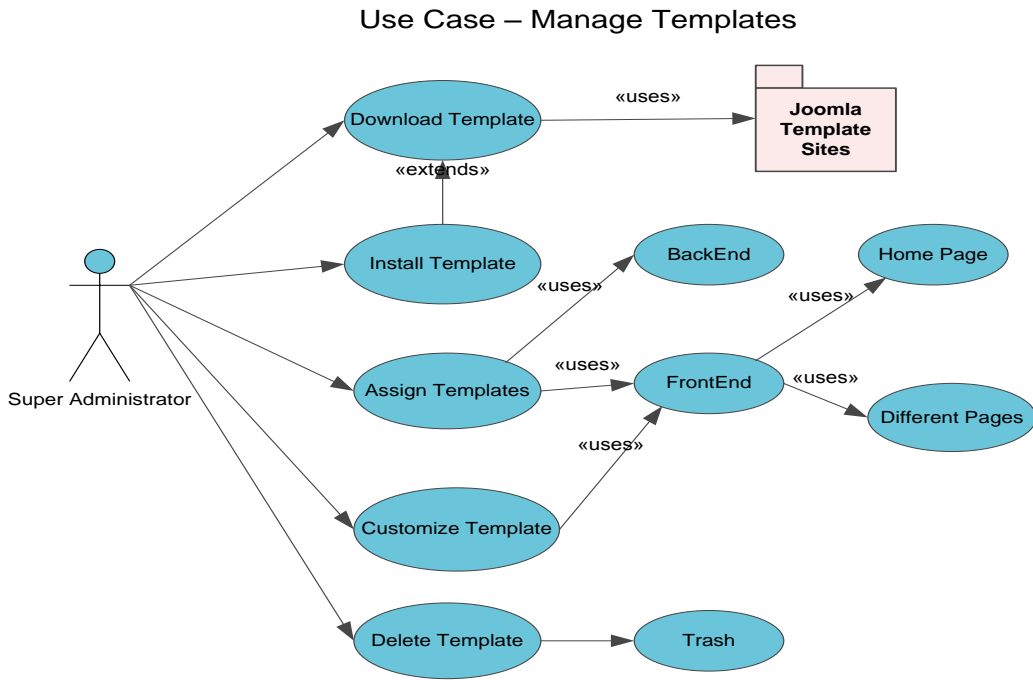 Use Case – Manage Templates
Download Template
«uses»
Joomla
Template
Sites
«extends»
Install Template
BackEnd
Home Page
«uses»
«uses»
Super Administrator
Assign Templates
«uses»
FrontEnd
«uses»
Different Pages
«uses»
Customize Template
Delete Template
Trash